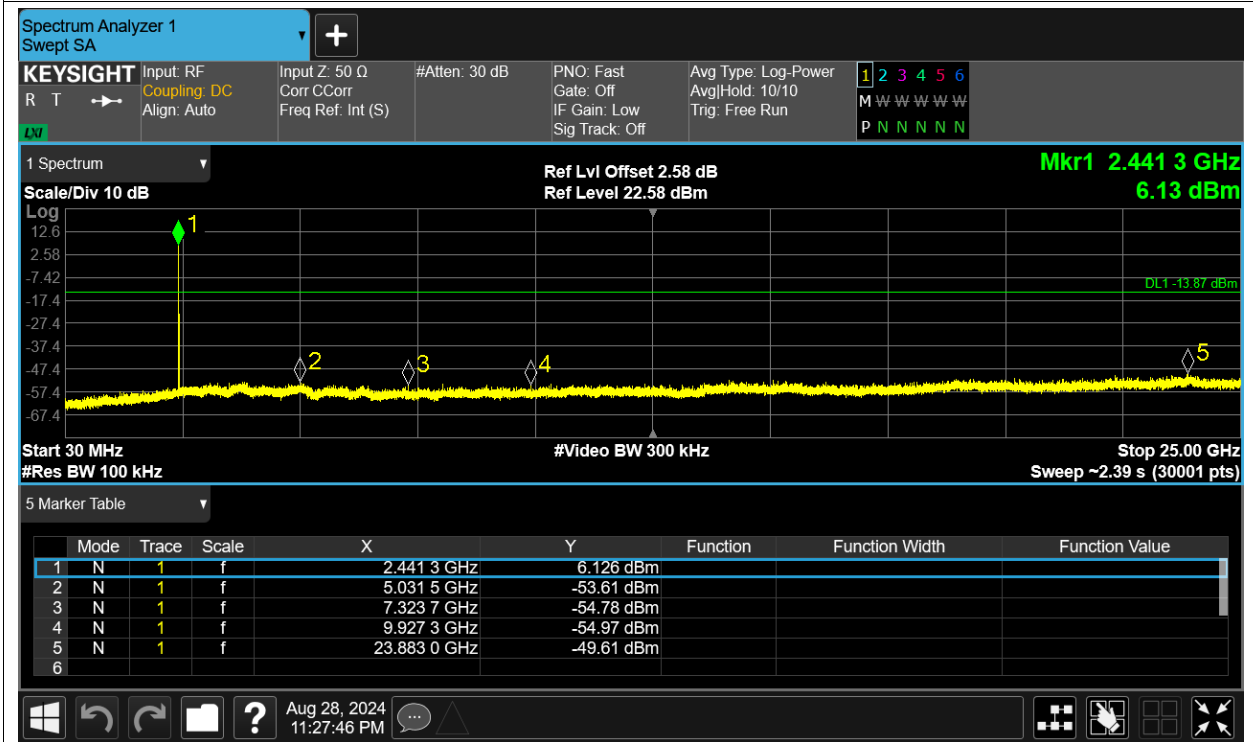 Spectrum Analyzer 1
Swept SA
KEYSIGHT
R T
LXI
Input: RF
Coupling: DC
Align: Auto
Input Z: 50 Ω
Corr CCorr
Freq Ref: Int (S)
#Atten: 30 dB
PNO: Fast
Gate: Off
IF Gain: Low
Sig Track: Off
Avg Type: Log-Power
Avg|Hold: 10/10
Trig: Free Run
1 2 3 4 5 6
M W W W W W
P N N N N N
1 Spectrum
Scale/Div 10 dB
Ref Lvl Offset 2.58 dB
Ref Level 22.58 dBm
Mkr1 2.441 3 GHz
6.13 dBm
Log
12.6
2.58
-7.42
-17.4
-27.4
-37.4
-47.4
-57.4
-67.4
1
2
3
4
5
DL1 -13.87 dBm
Start 30 MHz
#Video BW 300 kHz
Stop 25.00 GHz
#Res BW 100 kHz
Sweep ~2.39 s (30001 pts)
5 Marker Table
Mode Trace Scale X Y Function Function Width Function Value
1 N 1 f 2.441 3 GHz 6.126 dBm
2 N 1 f 5.031 5 GHz -53.61 dBm
3 N 1 f 7.323 7 GHz -54.78 dBm
4 N 1 f 9.927 3 GHz -54.97 dBm
5 N 1 f 23.883 0 GHz -49.61 dBm
6
?
Aug 28, 2024
11:27:46 PM